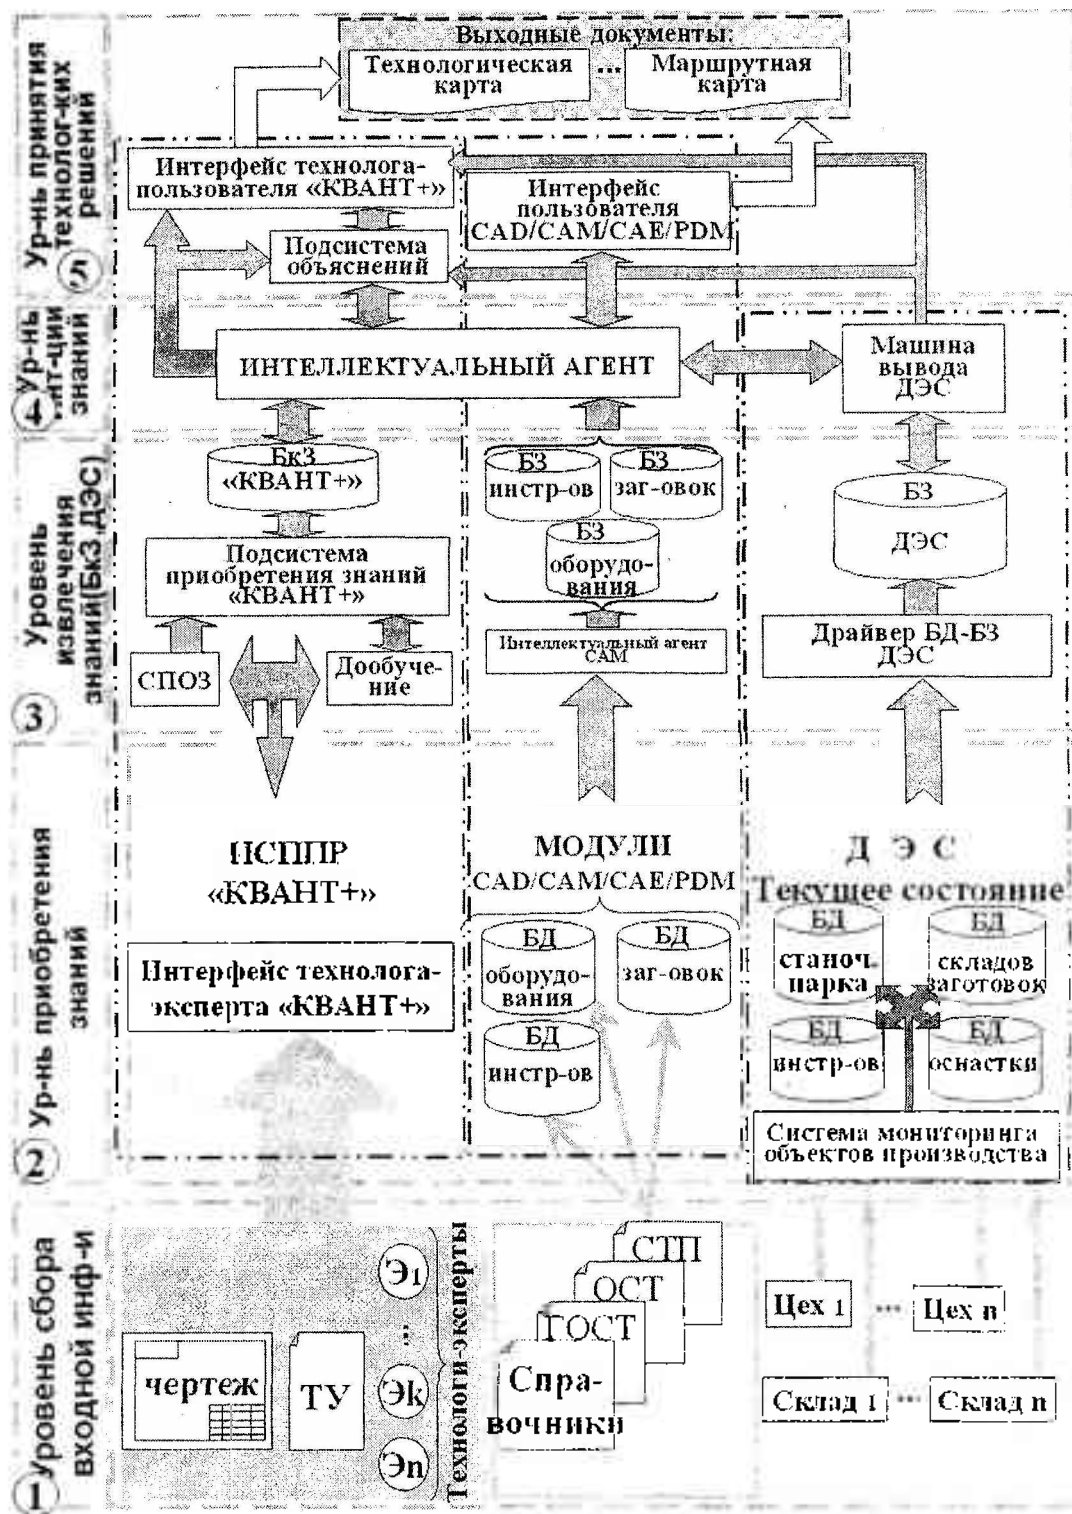 Ур-нь принятия
технолог-ких
решений
5
Выходные документы:
Технологическая
карта
...
Маршрутная
карта
Интерфейс технолога-
пользователя «КВАНТ+»
Интерфейс
пользователя
CAD/CAM/CAE/PDM
Подсистема
объяснений
4
Ур-нь
инт-ции
знаний
ИНТЕЛЛЕКТУАЛЬНЫЙ АГЕНТ
Машина
вывода
ДЭС
3
Уровень
извлечения
знаний(БкЗ,ДЭС)
БкЗ
«КВАНТ+»
БЗ
инстр-ов
БЗ
заг-овок
БЗ
оборудо-
вания
БЗ
ДЭС
Подсистема
приобретения знаний
«КВАНТ+»
Интеллектуальный агент
САМ
Драйвер БД-БЗ
ДЭС
СПОЗ
Дообуче-
ние
2
Ур-нь приобретения
знаний
ИСППР
«КВАНТ+»
Интерфейс технолога-
эксперта «КВАНТ+»
МОДУЛИ
CAD/CAM/CAE/PDM
БД
оборудо-
вания
БД
заг-овок
БД
инстр-ов
Д Э С
Текущее состояние
БД
станоч.
парка
БД
складов
заготовок
БД
инстр-ов
БД
оснастки
Система мониторинга
объектов производства
1
Уровень сбора
входной инф-и
чертеж
ТУ
Э1
...
Эk
Эn
Технологи-эксперты
СТП
ОСТ
ГОСТ
Спра-
вочники
Цех 1 ... Цех n
Склад 1 ... Склад n